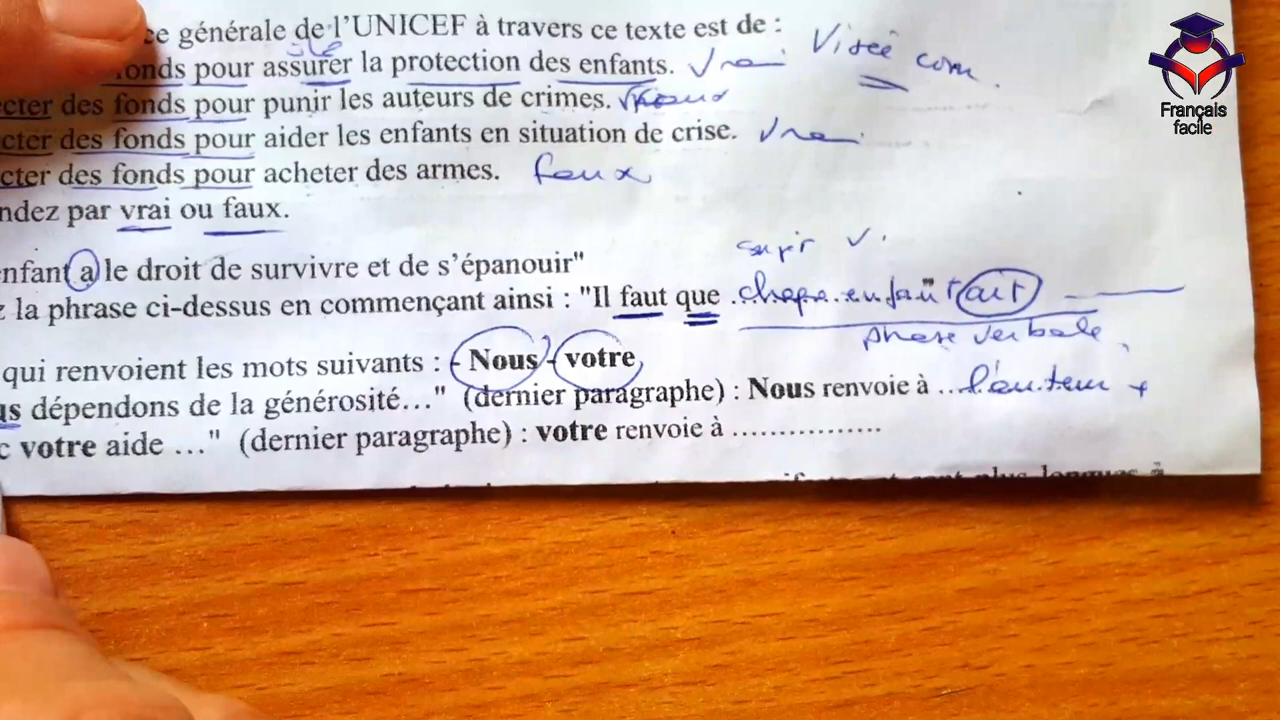 ce générale de l'UNICEF à travers ce texte est de :
Visée com.
fonds pour assurer la protection des enfants. Vrai
cter des fonds pour punir les auteurs de crimes. Faux
cter des fonds pour aider les enfants en situation de crise. Vrai
cter des fonds pour acheter des armes. faux
ndez par vrai ou faux.
sujet V.
nfant a le droit de survivre et de s'épanouir"
z la phrase ci-dessus en commençant ainsi : "Il faut que chaque enfant ait
phrase verbale
qui renvoient les mots suivants : - Nous - votre
us dépendons de la générosité…" (dernier paragraphe) : Nous renvoie à … l'auteur +
c votre aide …" (dernier paragraphe) : votre renvoie à ……………
Français
facile